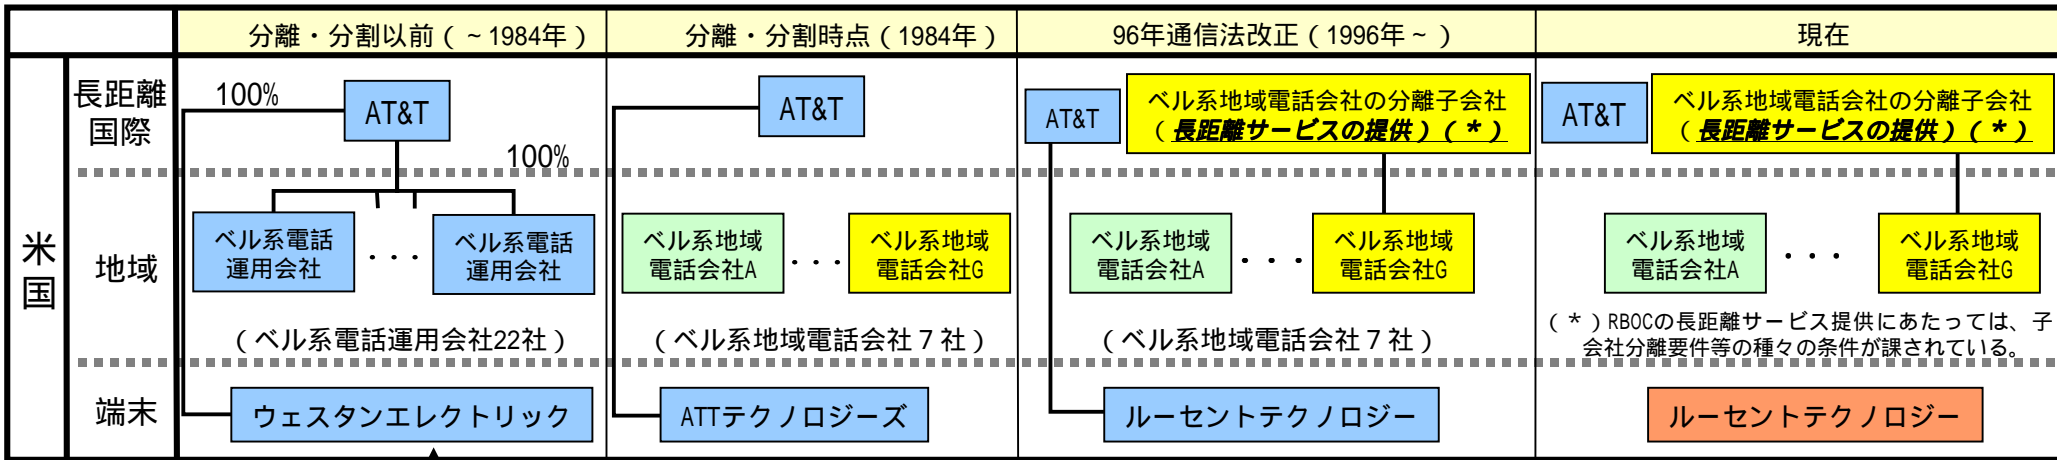 分離・分割以前（～1984年）
分離・分割時点（1984年）
96年通信法改正（1996年～）
現在
米国
長距離
国際
100%
AT&T
100%
AT&T
AT&T
ベル系地域電話会社の分離子会社
（長距離サービスの提供）（＊）
AT&T
ベル系地域電話会社の分離子会社
（長距離サービスの提供）（＊）
地域
ベル系電話
運用会社
・・・
ベル系電話
運用会社
（ベル系電話運用会社22社）
ベル系地域
電話会社A
・・・
ベル系地域
電話会社G
（ベル系地域電話会社７社）
ベル系地域
電話会社A
・・・
ベル系地域
電話会社G
（ベル系地域電話会社７社）
ベル系地域
電話会社A
・・・
ベル系地域
電話会社G
（＊）RBOCの長距離サービス提供にあたっては、子
会社分離要件等の種々の条件が課されている。
端末
ウェスタンエレクトリック
ATTテクノロジーズ
ルーセントテクノロジー
ルーセントテクノロジー